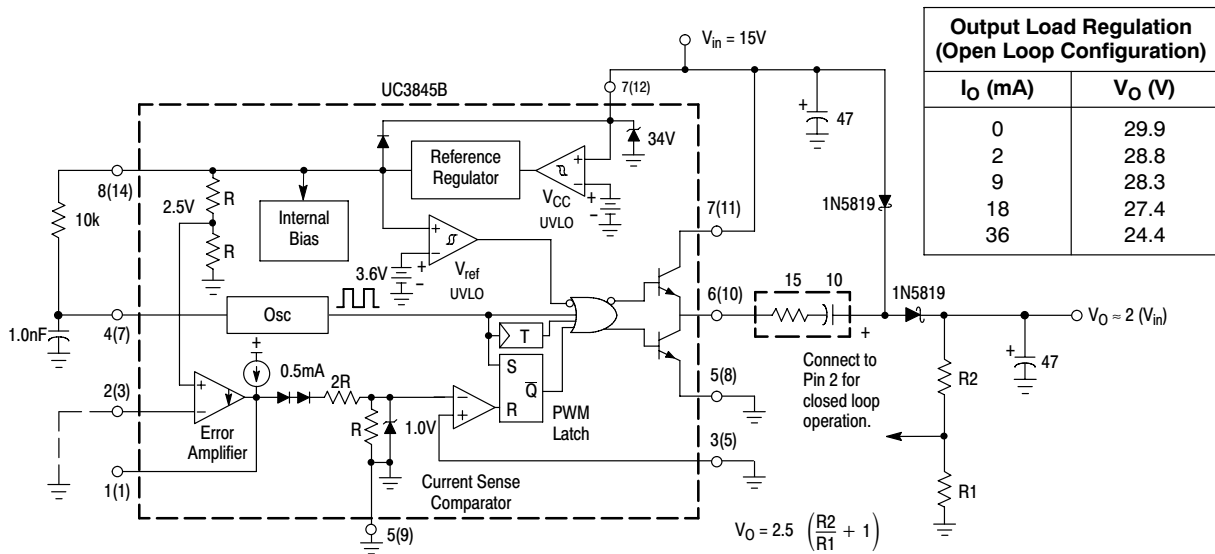 Output Load Regulation
(Open Loop Configuration)
I_O (mA) V_O (V)
0 29.9
2 28.8
9 28.3
18 27.4
36 24.4
V_in = 15V
UC3845B
7(12)
+
47
34V
Reference
Regulator
+
-
V_CC
UVLO
+
-
8(14)
R
2.5V
R
Internal
Bias
10k
1N5819
7(11)
+
-
V_ref
UVLO
3.6V
+
-
6(10)
15 10
+
1N5819
V_O ≈ 2 (V_in)
1.0nF
4(7)
Osc
T
+
47
Connect to
Pin 2 for
closed loop
operation.
+
0.5mA
S
Q̅
R
PWM
Latch
5(8)
R2
2(3)
+
-
Error
Amplifier
2R
R
1.0V
-
+
Current Sense
Comparator
3(5)
R1
1(1)
5(9)
V_O = 2.5 (R2/R1 + 1)